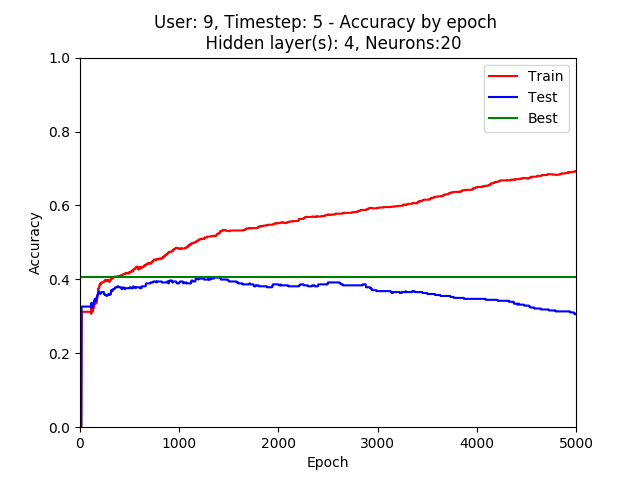 User: 9, Timestep: 5 - Accuracy by epoch
Hidden layer(s): 4, Neurons:20
1.0
0.8
0.6
0.4
0.2
0.0
Accuracy
Train
Test
Best
0 1000 2000 3000 4000 5000
Epoch